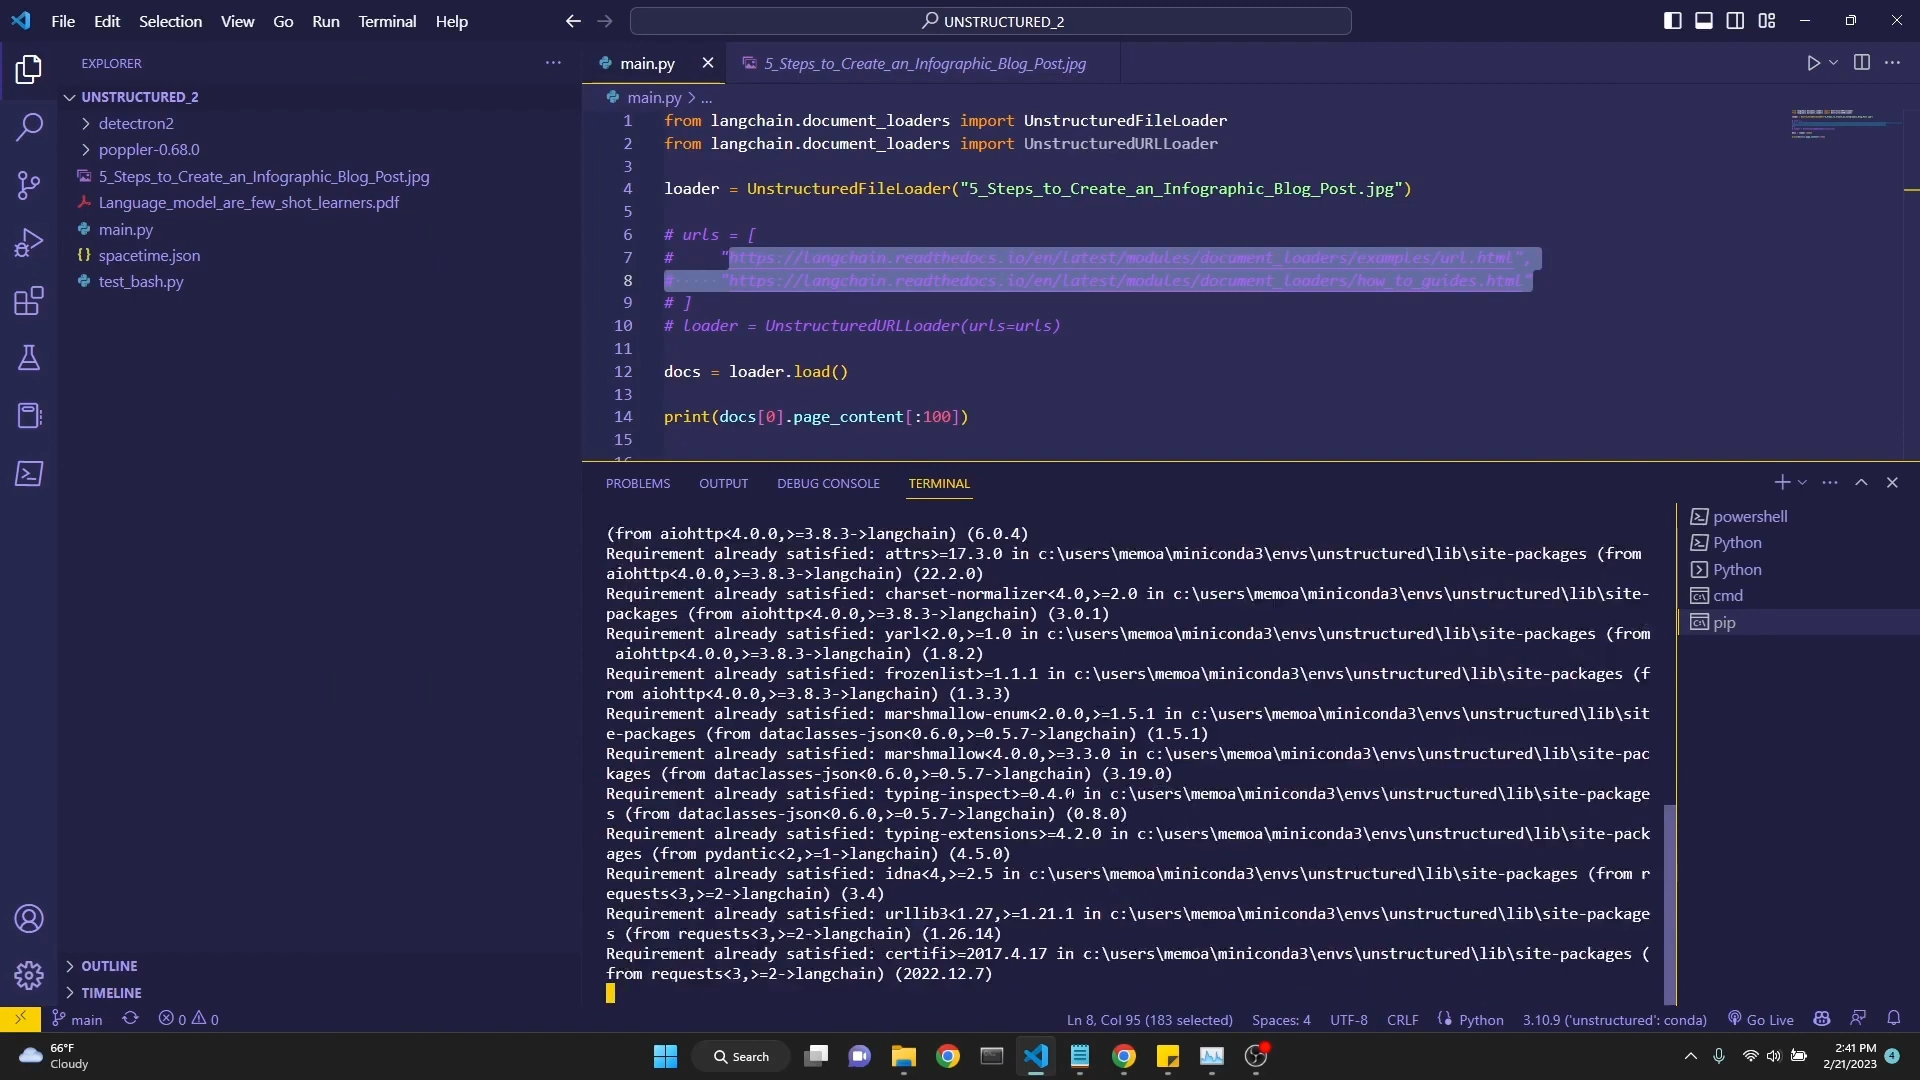 File Edit Selection View Go Run Terminal Help
UNSTRUCTURED_2
EXPLORER
UNSTRUCTURED_2
detectron2
poppler-0.68.0
5_Steps_to_Create_an_Infographic_Blog_Post.jpg
Language_model_are_few_shot_learners.pdf
main.py
spacetime.json
test_bash.py
OUTLINE
TIMELINE
main.py
5_Steps_to_Create_an_Infographic_Blog_Post.jpg
main.py > ...
1 from langchain.document_loaders import UnstructuredFileLoader
2 from langchain.document_loaders import UnstructuredURLLoader
3
4 loader = UnstructuredFileLoader("5_Steps_to_Create_an_Infographic_Blog_Post.jpg")
5
6 # urls = [
7 #     "https://langchain.readthedocs.io/en/latest/modules/document_loaders/examples/url.html",
8 #     "https://langchain.readthedocs.io/en/latest/modules/document_loaders/how_to_guides.html"
9 # ]
10 # loader = UnstructuredURLLoader(urls=urls)
11
12 docs = loader.load()
13
14 print(docs[0].page_content[:100])
15
PROBLEMS OUTPUT DEBUG CONSOLE TERMINAL
(from aiohttp<4.0.0,>=3.8.3->langchain) (6.0.4)
Requirement already satisfied: attrs>=17.3.0 in c:\users\memoa\miniconda3\envs\unstructured\lib\site-packages (from
aiohttp<4.0.0,>=3.8.3->langchain) (22.2.0)
Requirement already satisfied: charset-normalizer<4.0,>=2.0 in c:\users\memoa\miniconda3\envs\unstructured\lib\site-
packages (from aiohttp<4.0.0,>=3.8.3->langchain) (3.0.1)
Requirement already satisfied: yarl<2.0,>=1.0 in c:\users\memoa\miniconda3\envs\unstructured\lib\site-packages (from
 aiohttp<4.0.0,>=3.8.3->langchain) (1.8.2)
Requirement already satisfied: frozenlist>=1.1.1 in c:\users\memoa\miniconda3\envs\unstructured\lib\site-packages (f
rom aiohttp<4.0.0,>=3.8.3->langchain) (1.3.3)
Requirement already satisfied: marshmallow-enum<2.0.0,>=1.5.1 in c:\users\memoa\miniconda3\envs\unstructured\lib\sit
e-packages (from dataclasses-json<0.6.0,>=0.5.7->langchain) (1.5.1)
Requirement already satisfied: marshmallow<4.0.0,>=3.3.0 in c:\users\memoa\miniconda3\envs\unstructured\lib\site-pac
kages (from dataclasses-json<0.6.0,>=0.5.7->langchain) (3.19.0)
Requirement already satisfied: typing-inspect>=0.4.0 in c:\users\memoa\miniconda3\envs\unstructured\lib\site-package
s (from dataclasses-json<0.6.0,>=0.5.7->langchain) (0.8.0)
Requirement already satisfied: typing-extensions>=4.2.0 in c:\users\memoa\miniconda3\envs\unstructured\lib\site-pack
ages (from pydantic<2,>=1->langchain) (4.5.0)
Requirement already satisfied: idna<4,>=2.5 in c:\users\memoa\miniconda3\envs\unstructured\lib\site-packages (from r
equests<3,>=2->langchain) (3.4)
Requirement already satisfied: urllib3<1.27,>=1.21.1 in c:\users\memoa\miniconda3\envs\unstructured\lib\site-package
s (from requests<3,>=2->langchain) (1.26.14)
Requirement already satisfied: certifi>=2017.4.17 in c:\users\memoa\miniconda3\envs\unstructured\lib\site-packages (
from requests<3,>=2->langchain) (2022.12.7)
powershell
Python
Python
cmd
pip
main 0 0 Ln 8, Col 95 (183 selected) Spaces: 4 UTF-8 CRLF Python 3.10.9 ('unstructured': conda) Go Live
66°F
Cloudy
Search
2:41 PM
2/21/2023
4